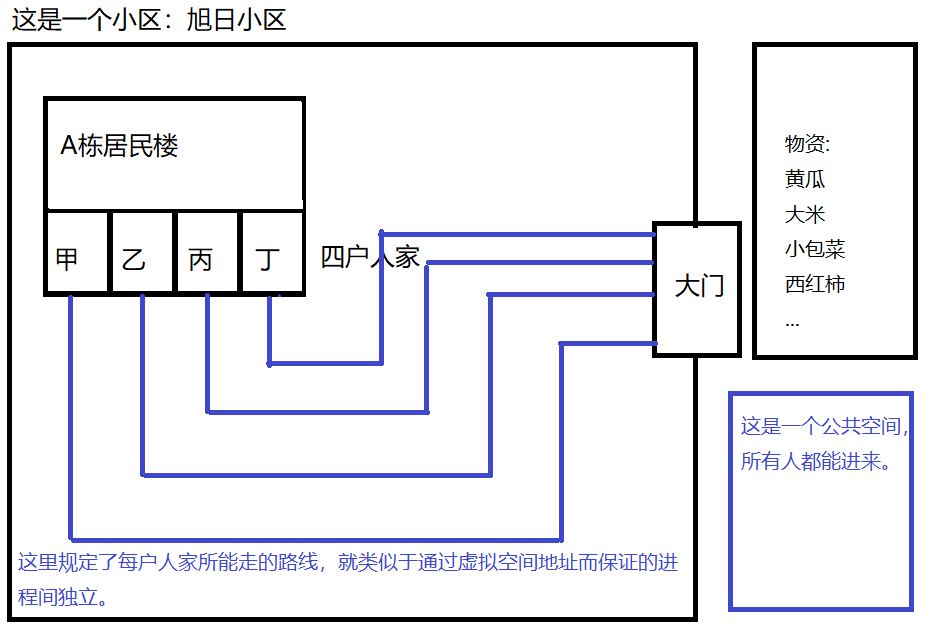 这是一个小区：旭日小区
A栋居民楼
甲 乙 丙 丁
四户人家
大门
物资:
黄瓜
大米
小包菜
西红柿
...
这是一个公共空间，
所有人都能进来。
这里规定了每户人家所能走的路线，就类似于通过虚拟空间地址而保证的进
程间独立。